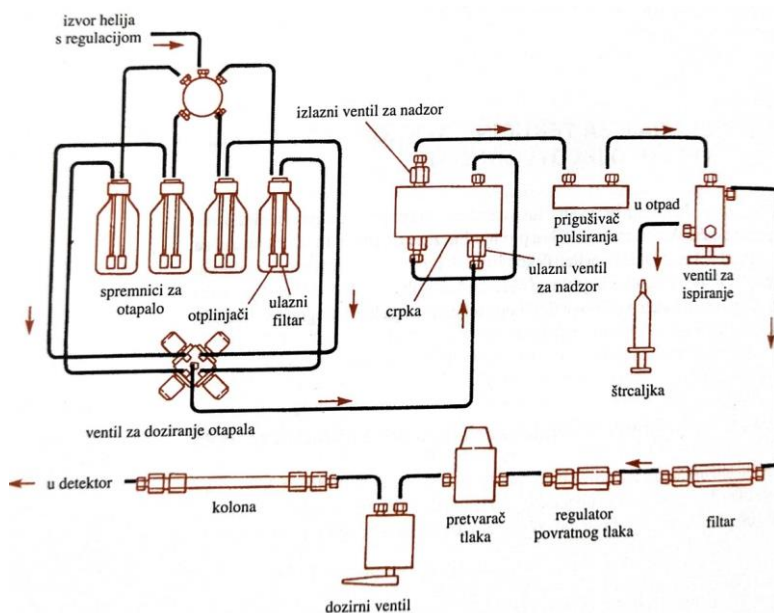 izvor helija
s regulacijom
izlazni ventil za nadzor
u otpad
prigušivač
pulsiranja
ventil za
ispiranje
spremnici za
otapalo
otplinjači
ulazni
filtar
ulazni ventil
za nadzor
crpka
štrcaljka
ventil za doziranje otapala
u detektor
kolona
pretvarač
tlaka
regulator
povratnog tlaka
filtar
dozirni ventil